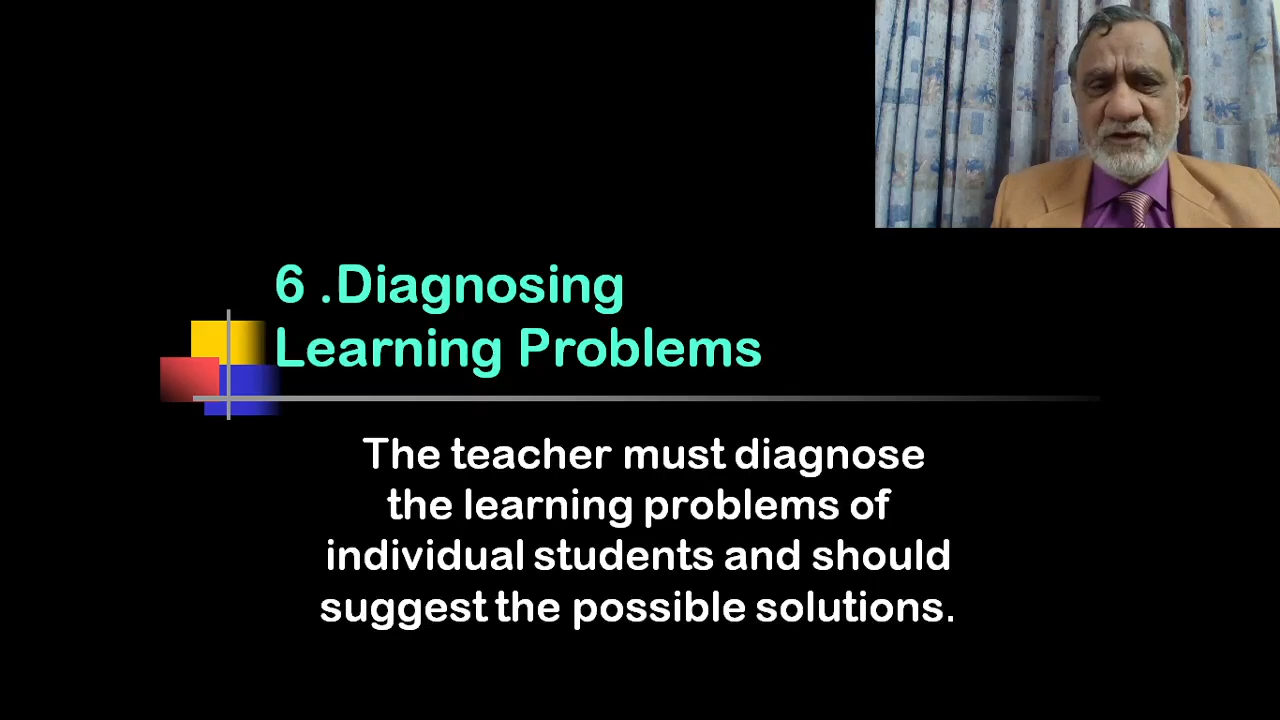 6 .Diagnosing
Learning Problems
The teacher must diagnose
the learning problems of
individual students and should
suggest the possible solutions.